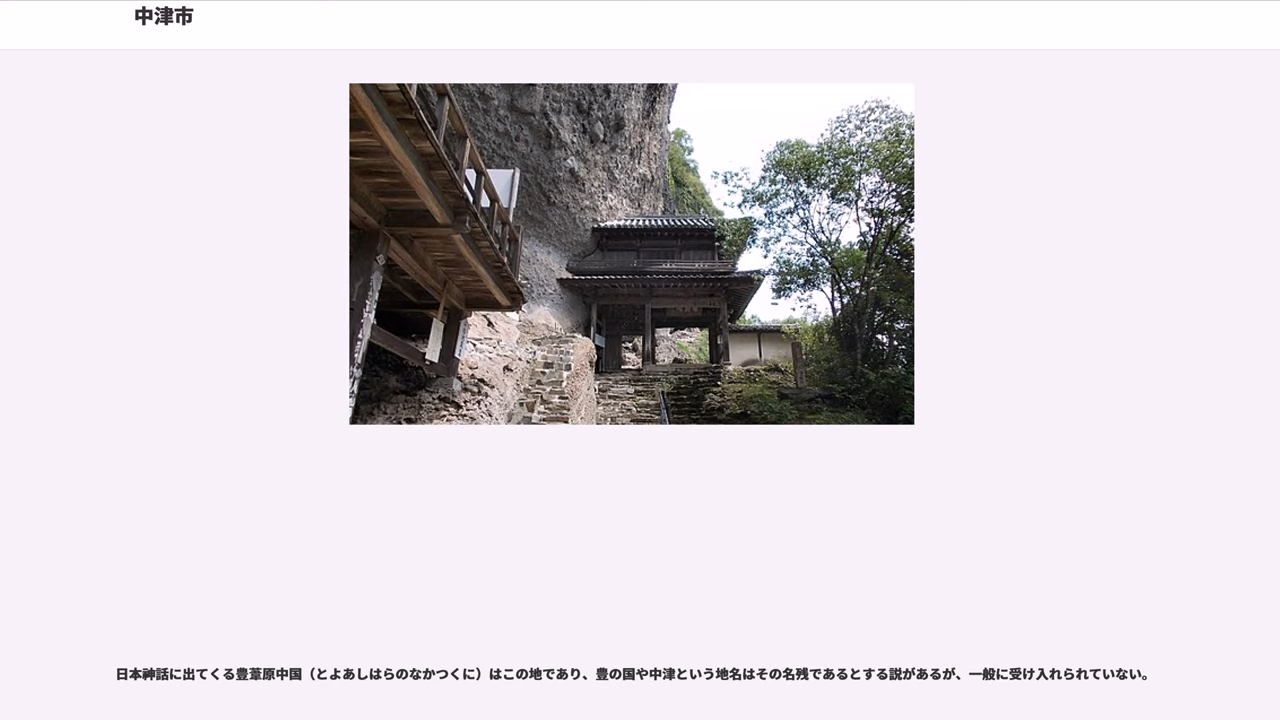 中津市
日本神話に出てくる豊葦原中国（とよあしはらのなかつくに）はこの地であり、豊の国や中津という地名はその名残であるとする説があるが、一般に受け入れられていない。